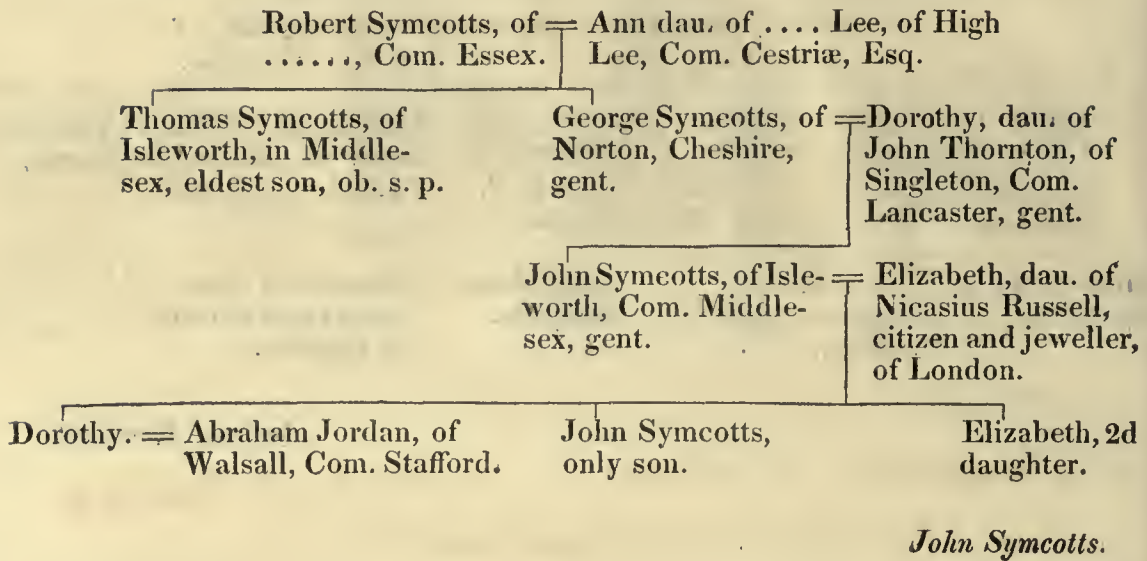 Robert Symcotts, of = Ann dau. of .... Lee, of High
......, Com. Essex. Lee, Com. Cestriæ, Esq.
Thomas Symcotts, of
Isleworth, in Middle-
sex, eldest son, ob. s. p.
George Symcotts, of =
Norton, Cheshire,
gent.
Dorothy, dau. of
John Thornton, of
Singleton, Com.
Lancaster, gent.
John Symcotts, of Isle- =
worth, Com. Middle-
sex, gent.
Elizabeth, dau. of
Nicasius Russell,
citizen and jeweller,
of London.
Dorothy. = Abraham Jordan, of
Walsall, Com. Stafford.
John Symcotts,
only son.
Elizabeth, 2d
daughter.
John Symcotts.